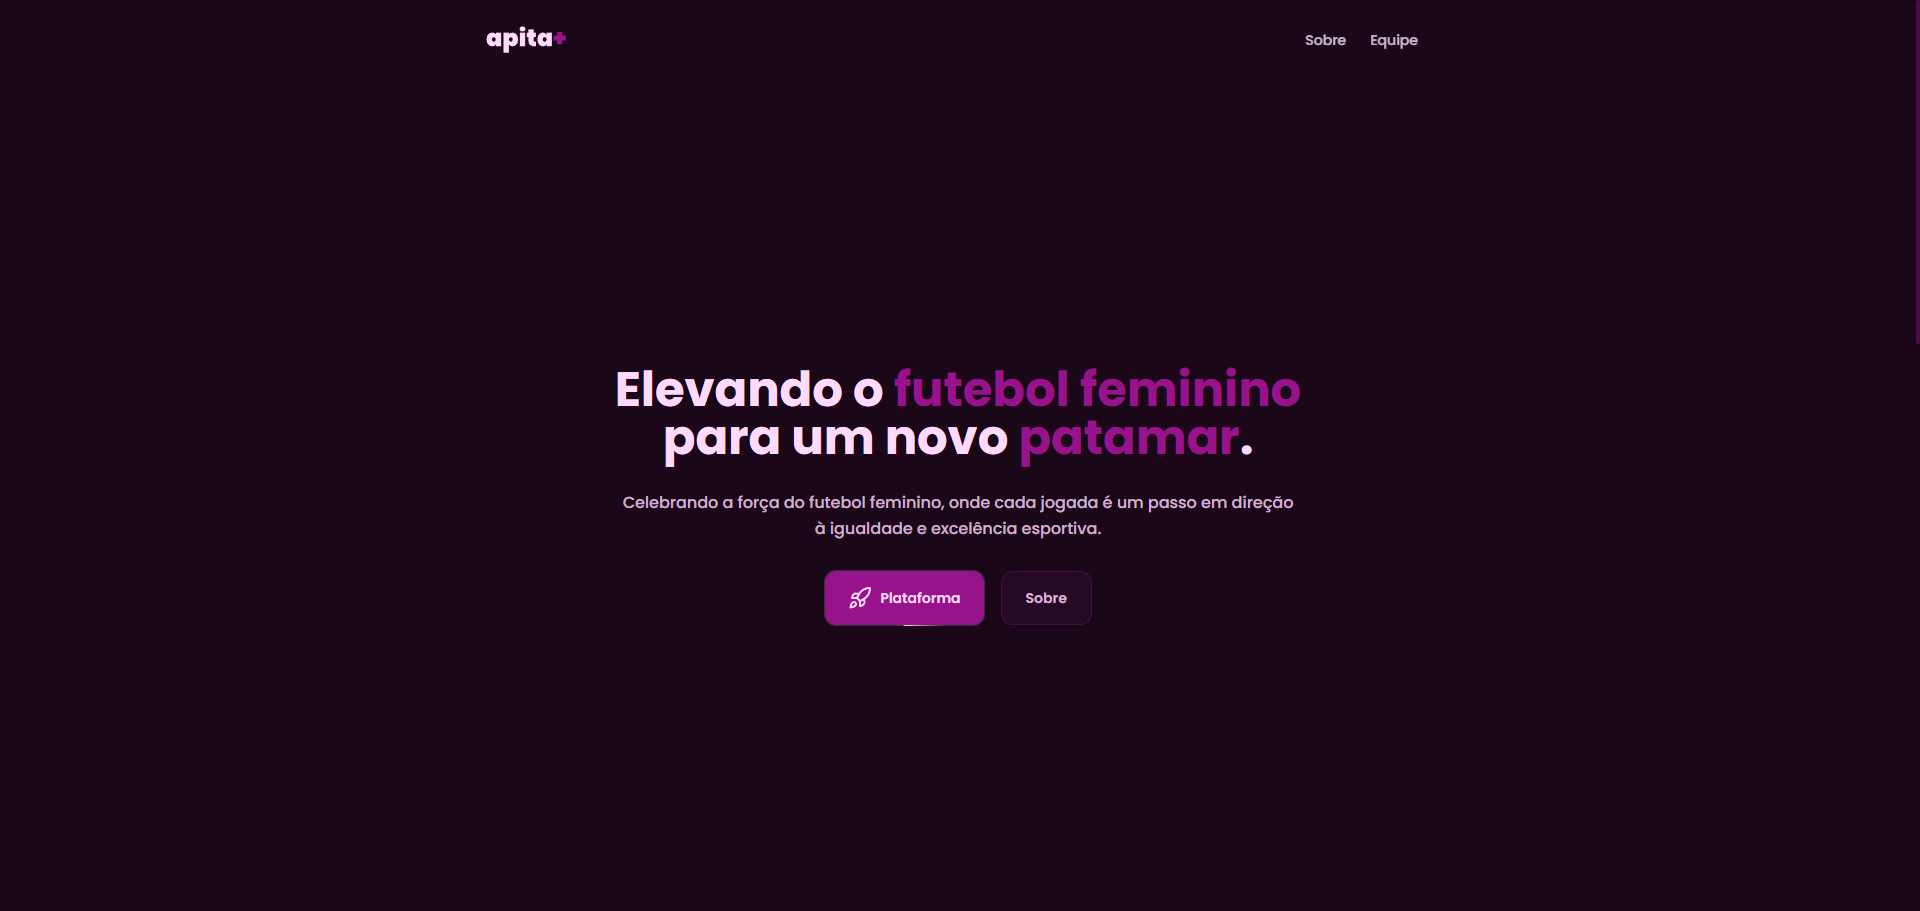 apita+
Sobre Equipe
Elevando o futebol feminino
para um novo patamar.
Celebrando a força do futebol feminino, onde cada jogada é um passo em direção
à igualdade e excelência esportiva.
Plataforma Sobre